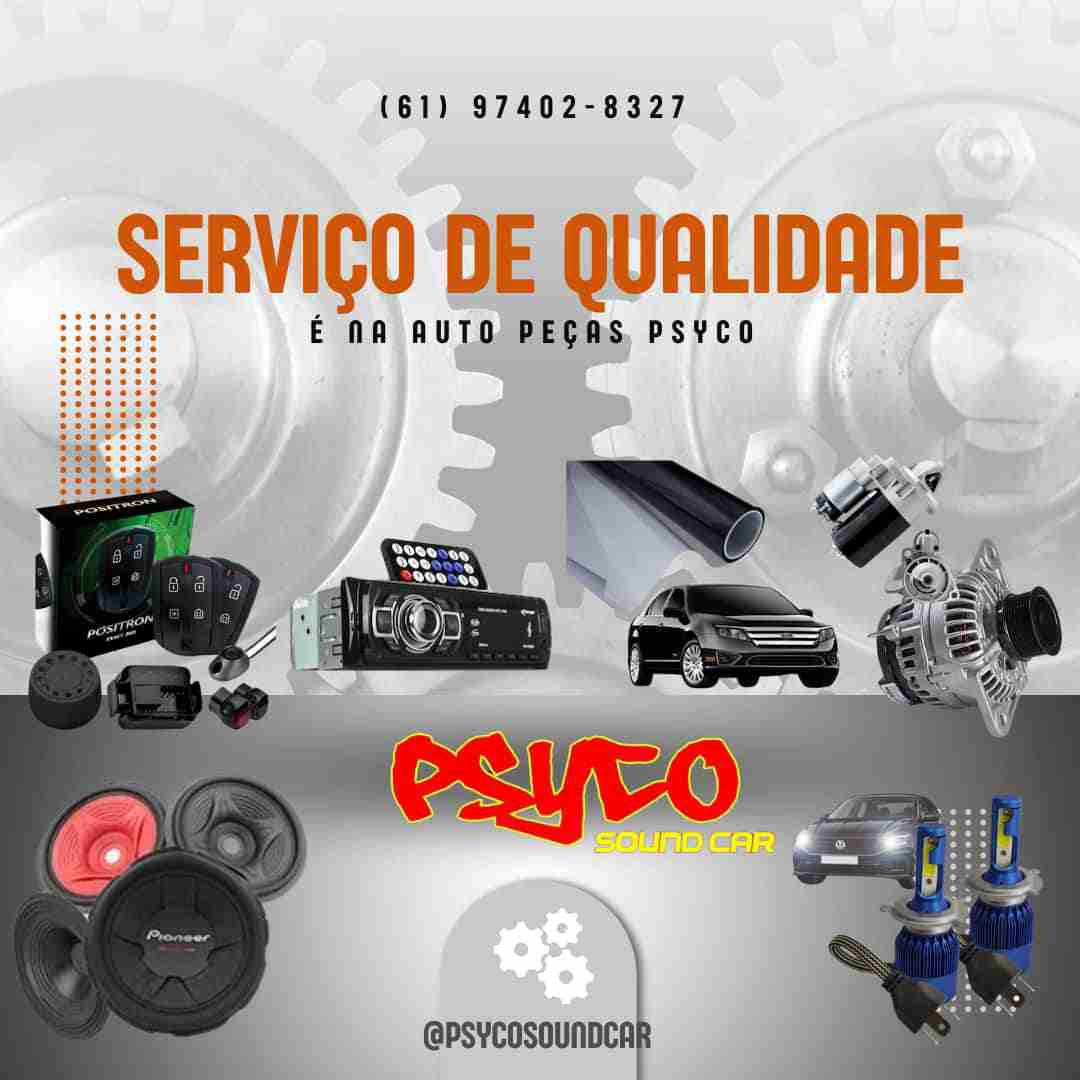 (61) 97402-8327
SERVIÇO DE QUALIDADE
É NA AUTO PEÇAS PSYCO
POSITRON
POSITRON
PSYCO
SOUND CAR
Pioneer
@PSYCOSOUNDCAR